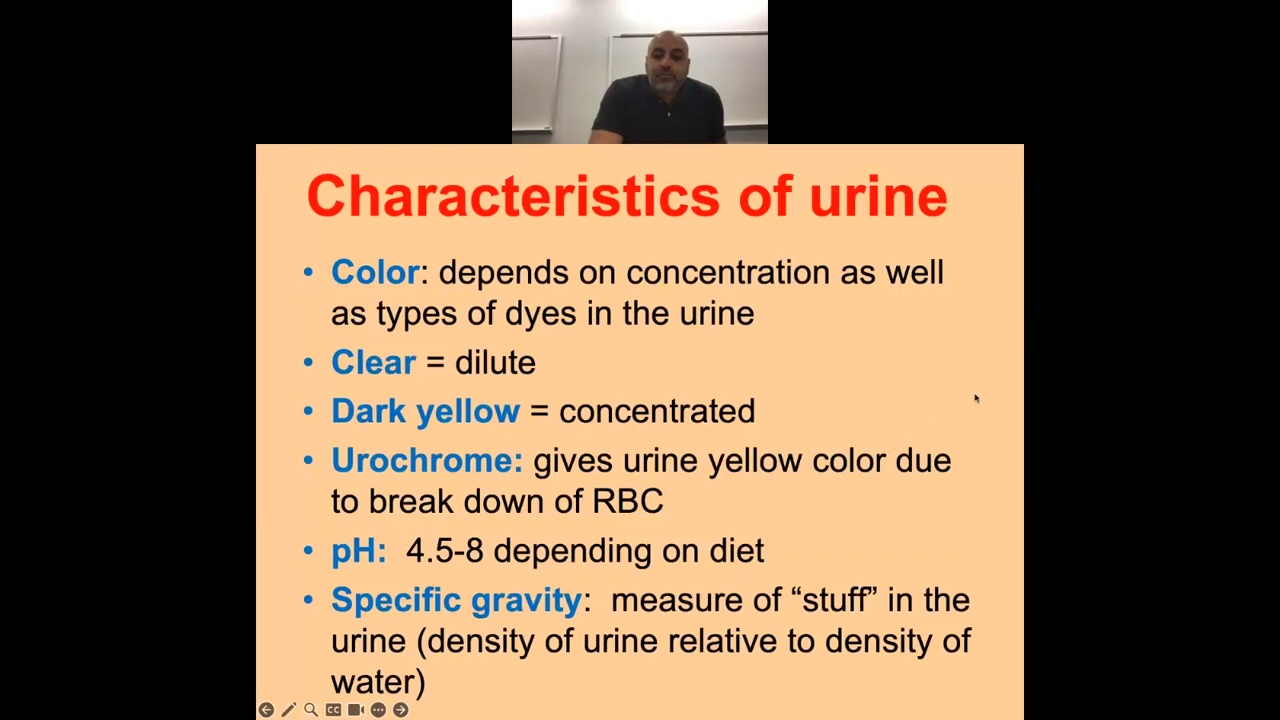 Characteristics of urine
• Color: depends on concentration as well
as types of dyes in the urine
• Clear = dilute
• Dark yellow = concentrated
• Urochrome: gives urine yellow color due
to break down of RBC
• pH:  4.5-8 depending on diet
• Specific gravity:  measure of “stuff” in the
urine (density of urine relative to density of
water)
CC